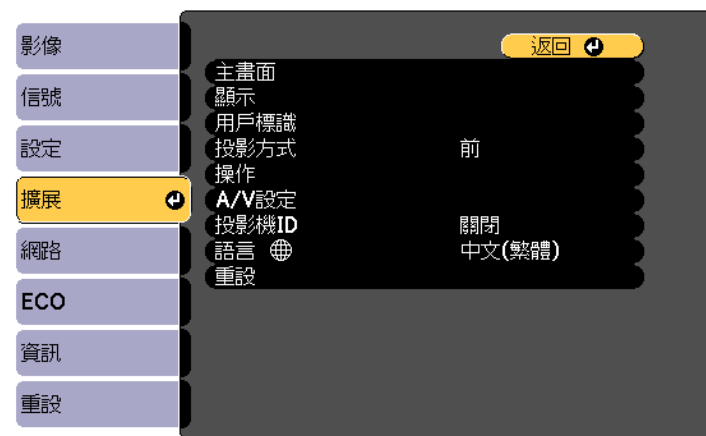 影像
信號
設定
擴展
網路
ECO
資訊
重設
返回
主畫面
顯示
用戶標識
投影方式 前
操作
A/V設定
投影機ID 關閉
語言 中文(繁體)
重設